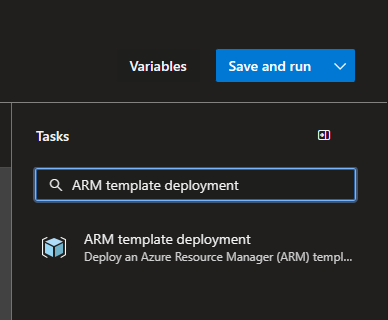 Variables
Save and run
Tasks
ARM template deployment
ARM template deployment
Deploy an Azure Resource Manager (ARM) templ...